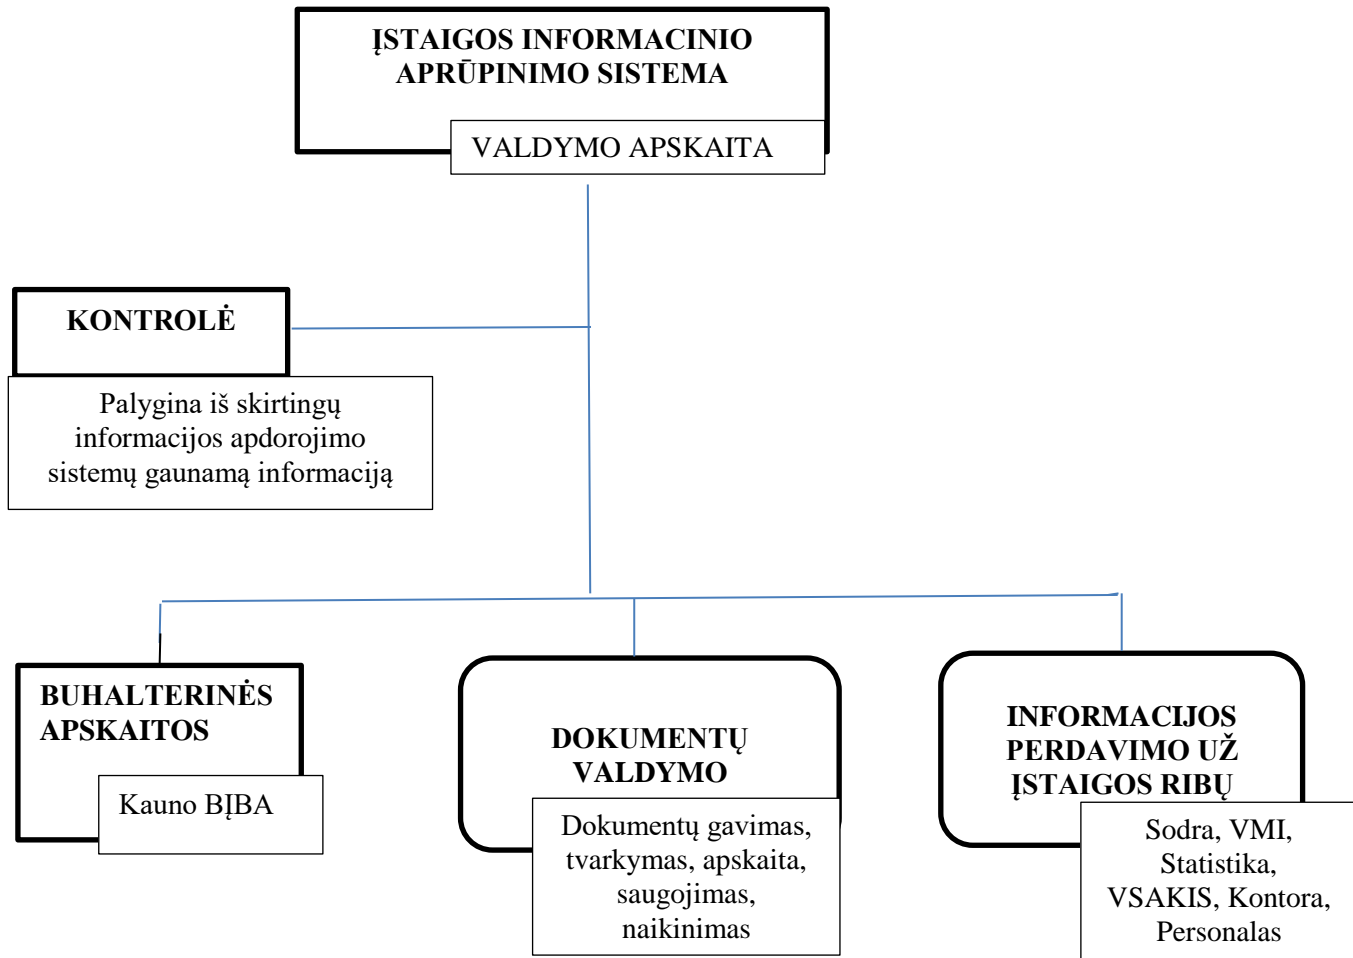 ĮSTAIGOS INFORMACINIO
APRŪPINIMO SISTEMA
VALDYMO APSKAITA
KONTROLĖ
Palygina iš skirtingų
informacijos apdorojimo
sistemų gaunamą informaciją
BUHALTERINĖS
APSKAITOS
Kauno BĮBA
DOKUMENTŲ
VALDYMO
Dokumentų gavimas,
tvarkymas, apskaita,
saugojimas,
naikinimas
INFORMACIJOS
PERDAVIMO UŽ
ĮSTAIGOS RIBŲ
Sodra, VMI,
Statistika,
VSAKIS, Kontora,
Personalas